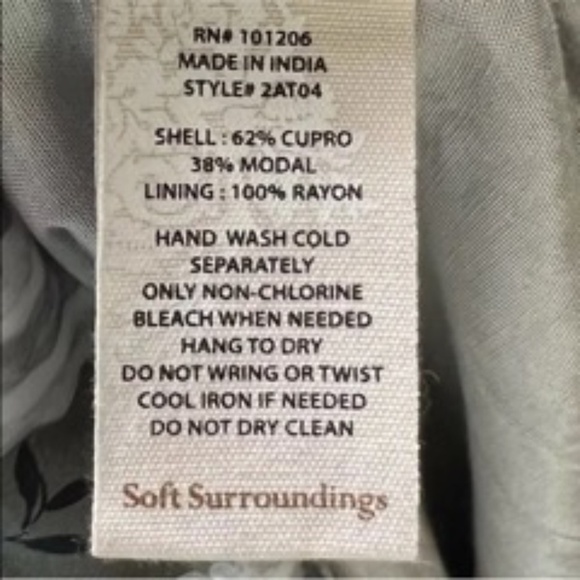 RN# 101206
MADE IN INDIA
STYLE# 2AT04
SHELL : 62% CUPRO
38% MODAL
LINING : 100% RAYON
HAND WASH COLD
SEPARATELY
ONLY NON-CHLORINE
BLEACH WHEN NEEDED
HANG TO DRY
DO NOT WRING OR TWIST
COOL IRON IF NEEDED
DO NOT DRY CLEAN
Soft Surroundings